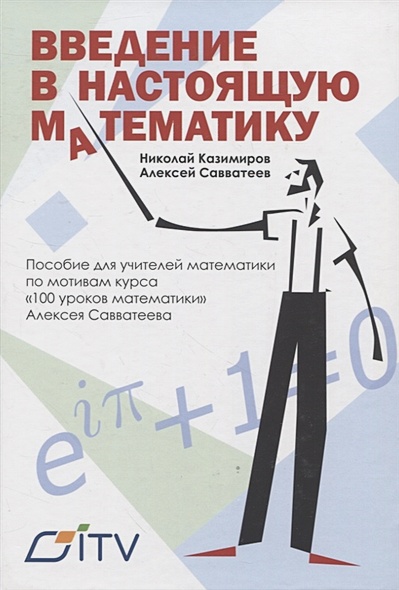 ВВЕДЕНИЕ
В НАСТОЯЩУЮ
МАТЕМАТИКУ
Николай Казимиров
Алексей Савватеев
Пособие для учителей математики
по мотивам курса
«100 уроков математики»
Алексея Савватеева
e^{iπ}+1=0
itv